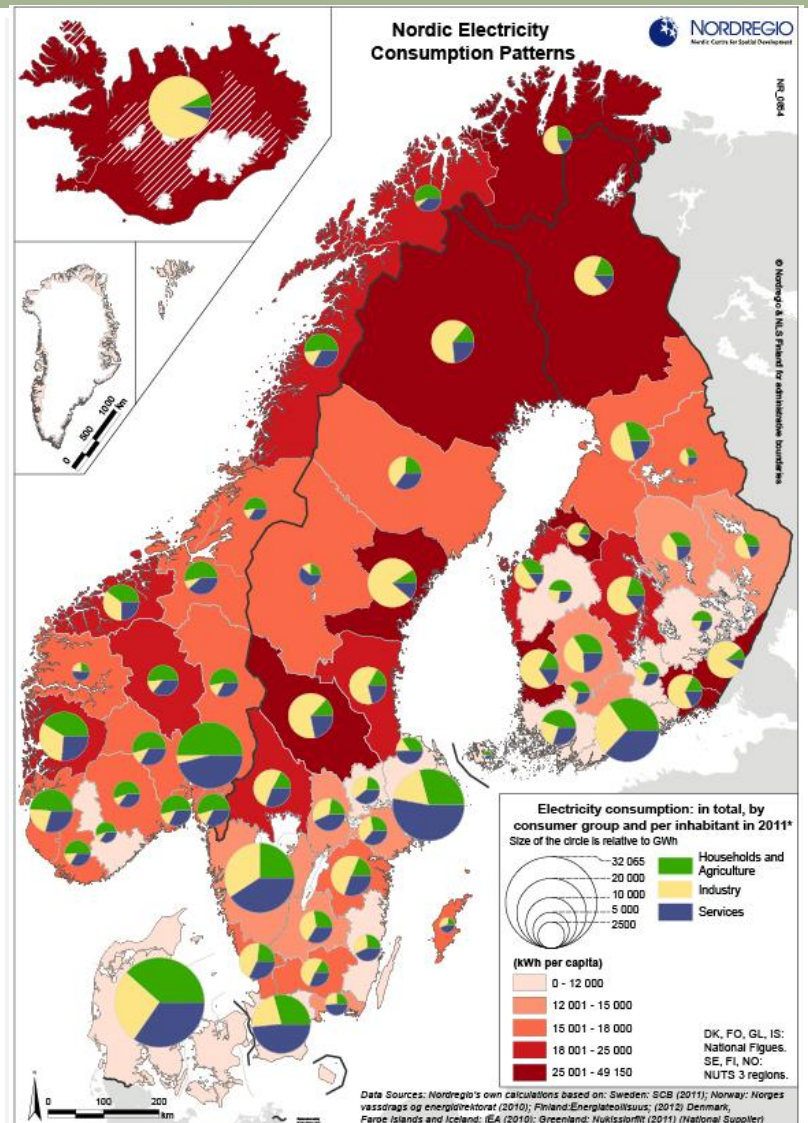 Nordic Electricity
Consumption Patterns
NORDREGIO
Nordic Centre for Spatial Development
NR_0854
© Nordregio & NLS Finland for administrative boundaries
0 500 1000
km
Electricity consumption: in total, by
consumer group and per inhabitant in 2011*
Size of the circle is relative to GWh
32 065
20 000
10 000
5 000
2500
Households and
Agriculture
Industry
Services
(kWh per capita)
0 - 12 000
12 001 - 15 000
15 001 - 18 000
18 001 - 25 000
25 001 - 49 150
DK, FO, GL, IS:
National Figues.
SE, FI, NO:
NUTS 3 regions.
0 100 200
km
Data Sources: Nordregio's own calculations based on: Sweden: SCB (2011); Norway: Norges
vassdrags og energidirektorat (2010); Finland:Energiateollisuus; (2012) Denmark,
Faroe Islands and Iceland: IEA (2010); Greenland: Nukissiorfiit (2011) (National Supplier)